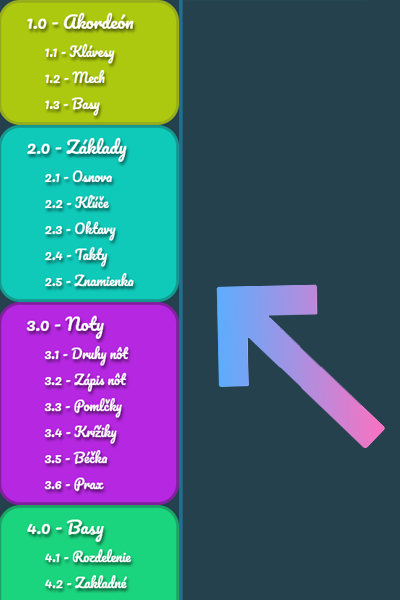 1.0 - Akordeón
1.1 - Klávesy
1.2 - Mech
1.3 - Basy
2.0 - Základy
2.1 - Osnova
2.2 - Kľúče
2.3 - Oktavy
2.4 - Takty
2.5 - Znamienka
3.0 - Noty
3.1 - Druhy nôt
3.2 - Zápis nôt
3.3 - Pomlčky
3.4 - Krížiky
3.5 - Béčka
3.6 - Prax
4.0 - Basy
4.1 - Rozdelenie
4.2 - Zakladné